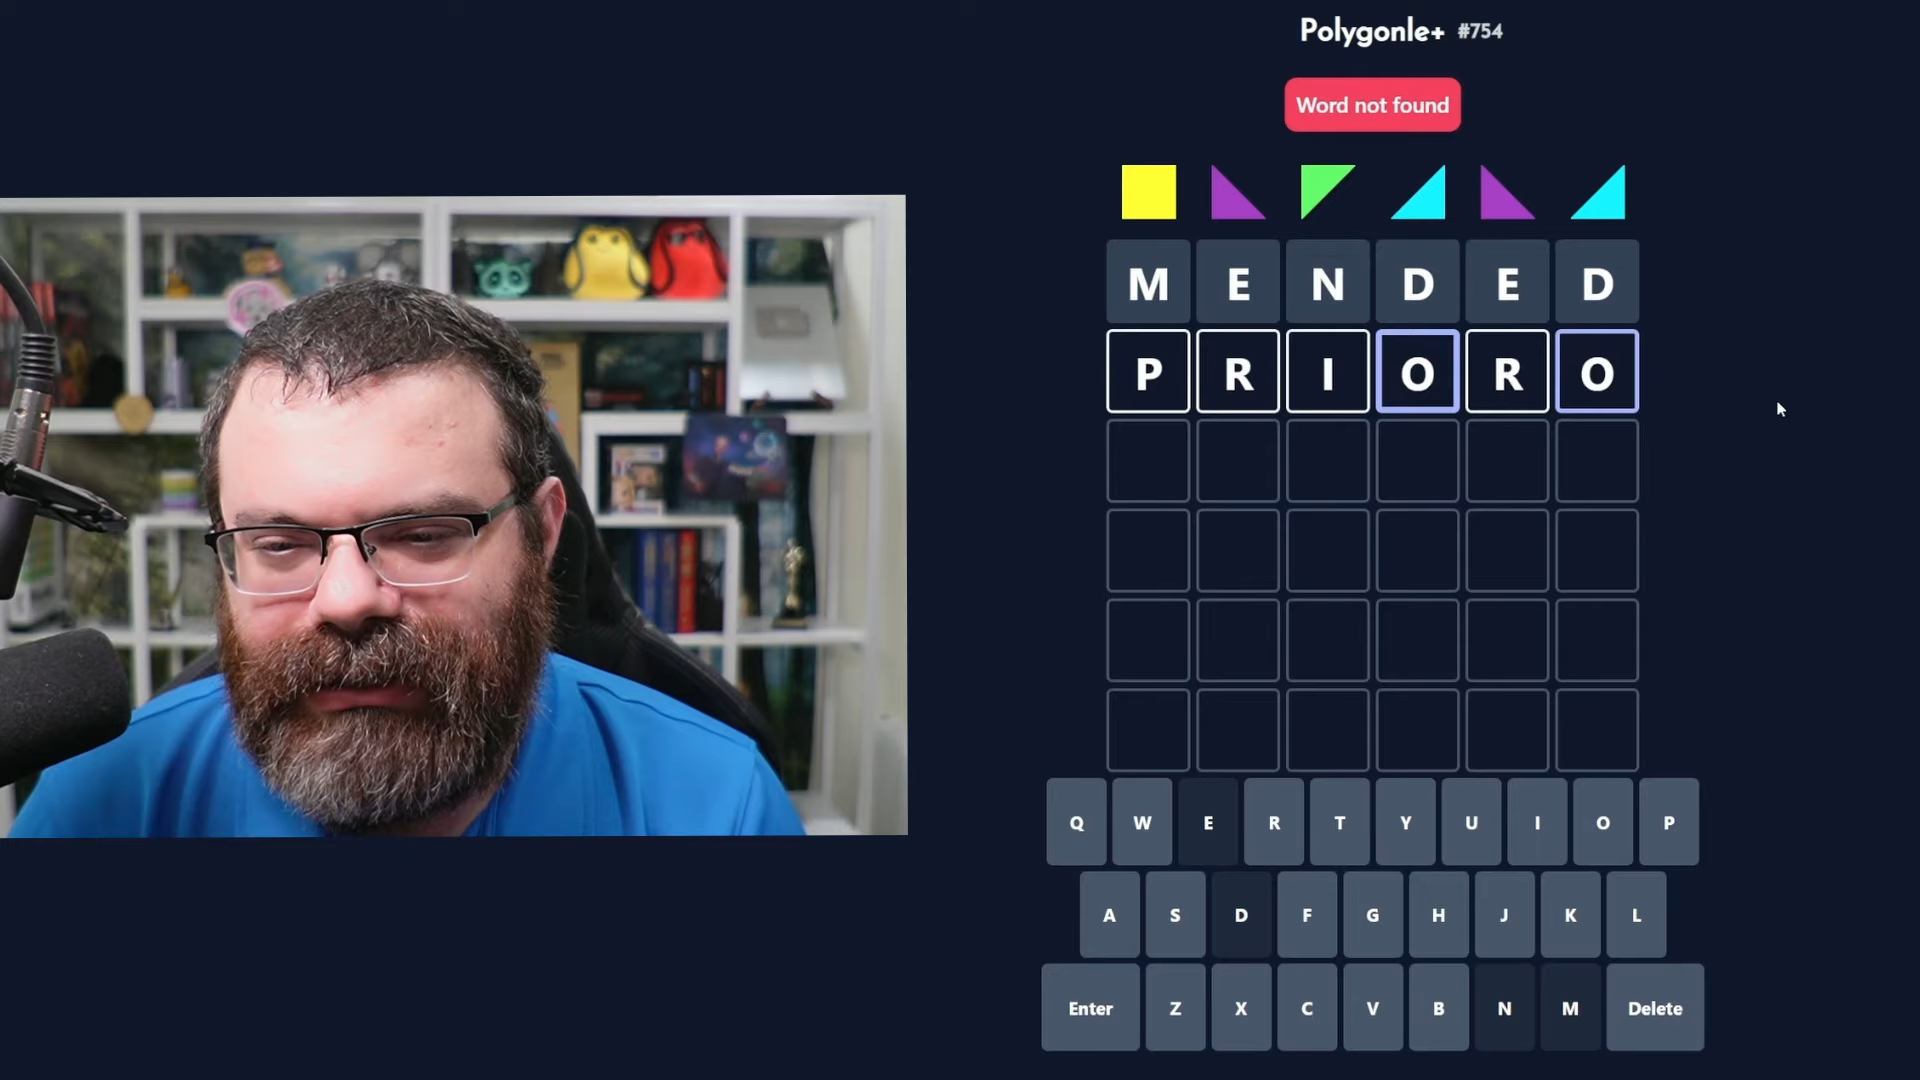 Polygonle+ #754
Word not found
M E N D E D
P R I O R O
Q W E R T Y U I O P
A S D F G H J K L
Enter Z X C V B N M Delete